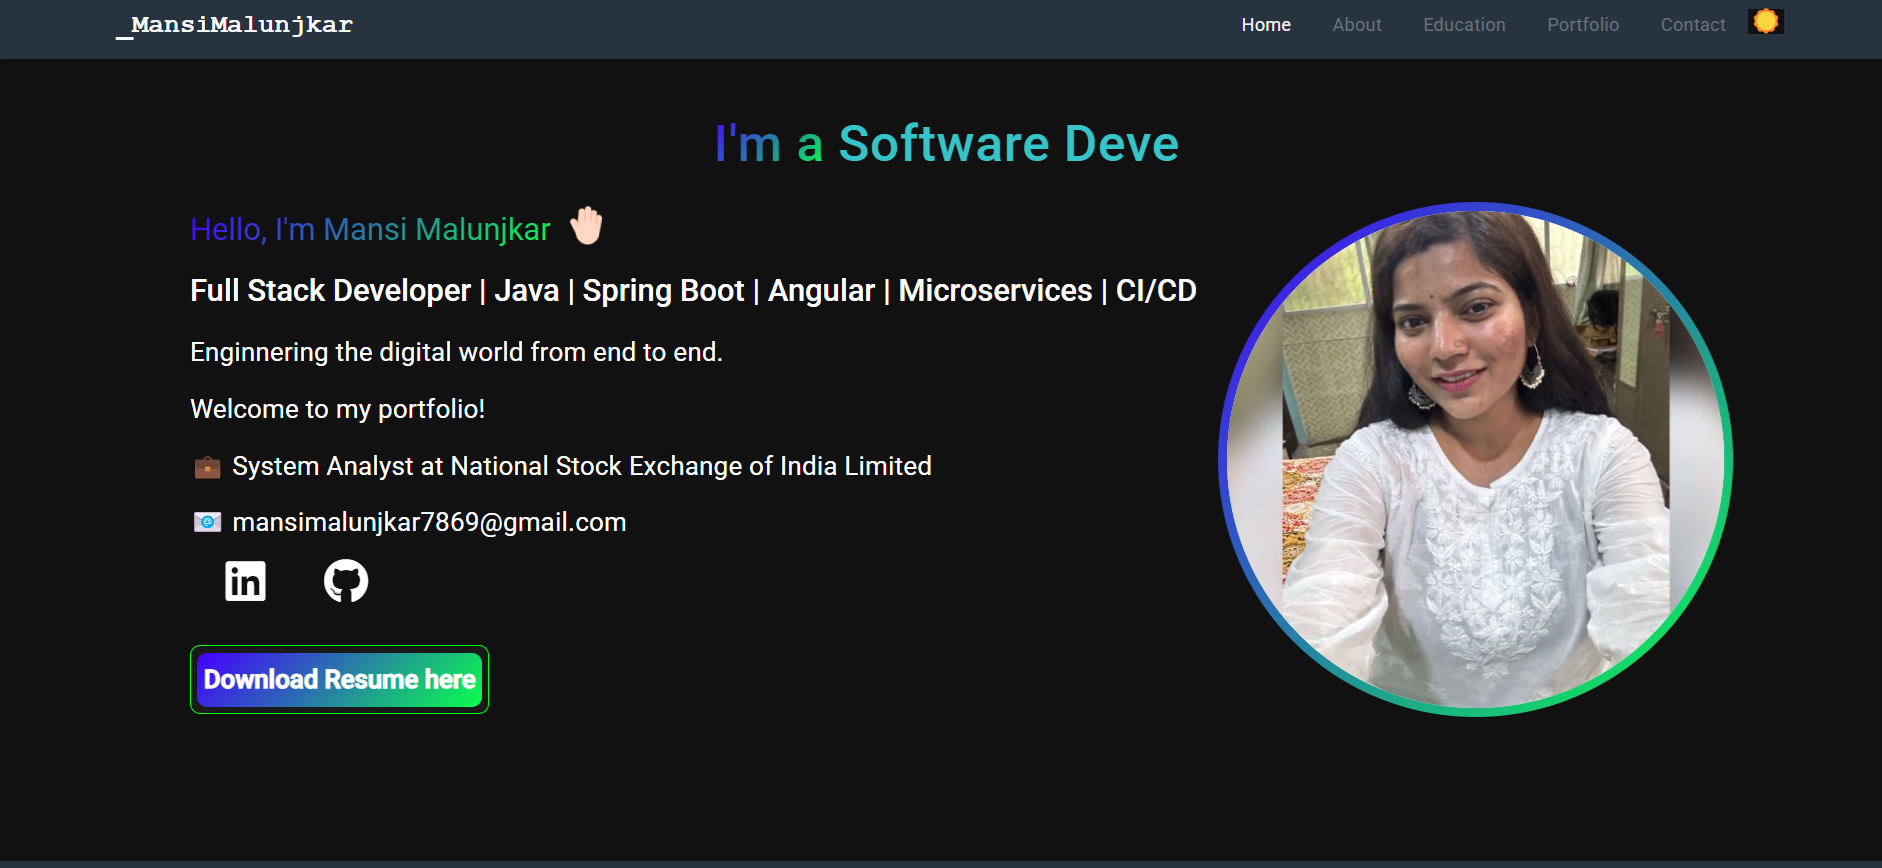 _MansiMalunjkar
Home About Education Portfolio Contact
I'm a Software Deve
Hello, I'm Mansi Malunjkar
Full Stack Developer | Java | Spring Boot | Angular | Microservices | CI/CD
Enginnering the digital world from end to end.
Welcome to my portfolio!
System Analyst at National Stock Exchange of India Limited
mansimalunjkar7869@gmail.com
in
Download Resume here